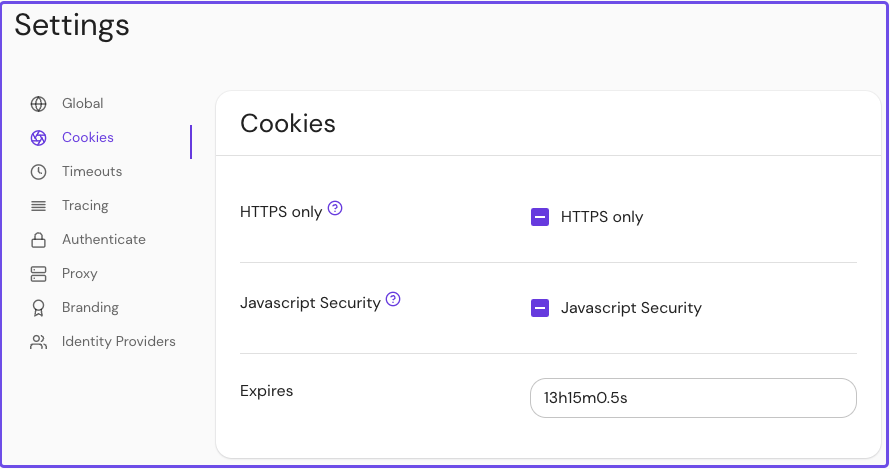 Settings
Global
Cookies
Timeouts
Tracing
Authenticate
Proxy
Branding
Identity Providers
Cookies
HTTPS only ?
HTTPS only
Javascript Security ?
Javascript Security
Expires
13h15m0.5s